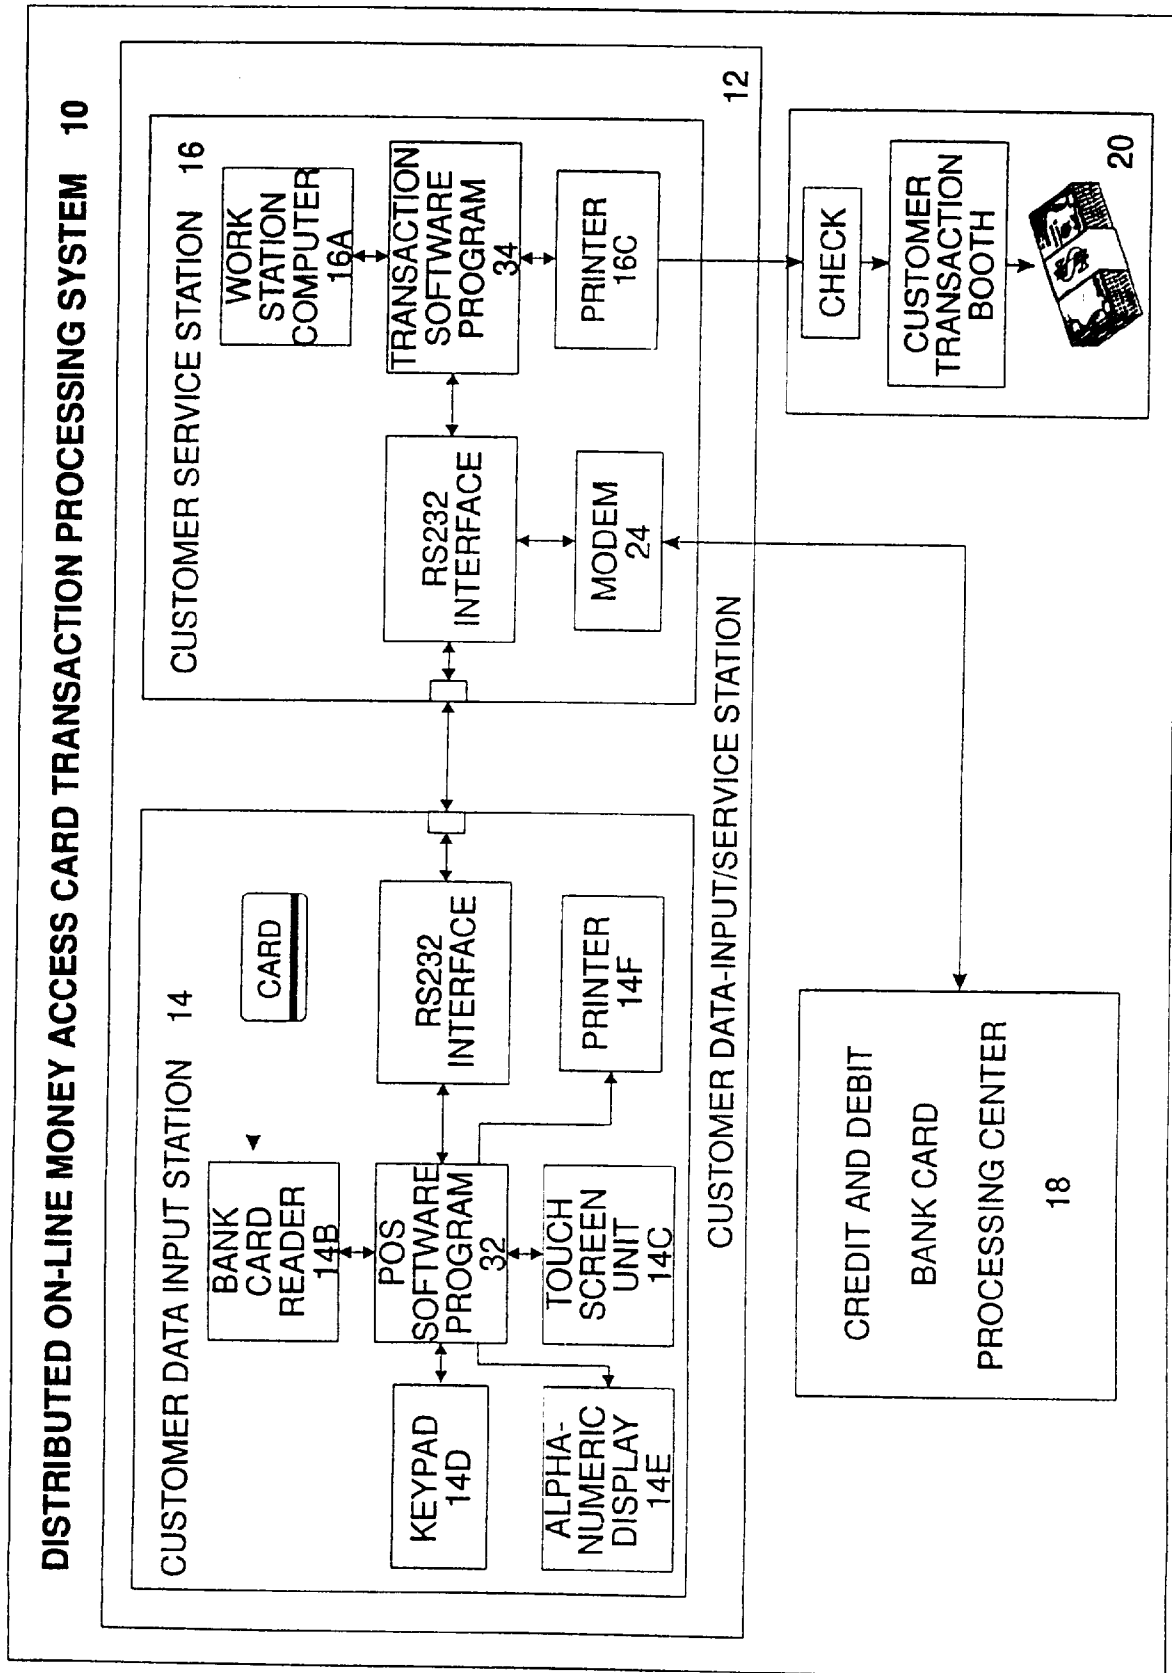 DISTRIBUTED ON-LINE MONEY ACCESS CARD TRANSACTION PROCESSING SYSTEM 10
CUSTOMER DATA INPUT STATION 14
BANK
CARD
READER
14B
CARD
KEYPAD
14D
POS
SOFTWARE
PROGRAM
32
RS232
INTERFACE
ALPHA-
NUMERIC
DISPLAY
14E
TOUCH
SCREEN
UNIT
14C
PRINTER
14F
CUSTOMER SERVICE STATION 16
WORK
STATION
COMPUTER
16A
RS232
INTERFACE
TRANSACTION
SOFTWARE
PROGRAM
34
MODEM
24
PRINTER
16C
CUSTOMER DATA-INPUT/SERVICE STATION
12
CREDIT AND DEBIT
BANK CARD
PROCESSING CENTER
18
CHECK
CUSTOMER
TRANSACTION
BOOTH
$
20